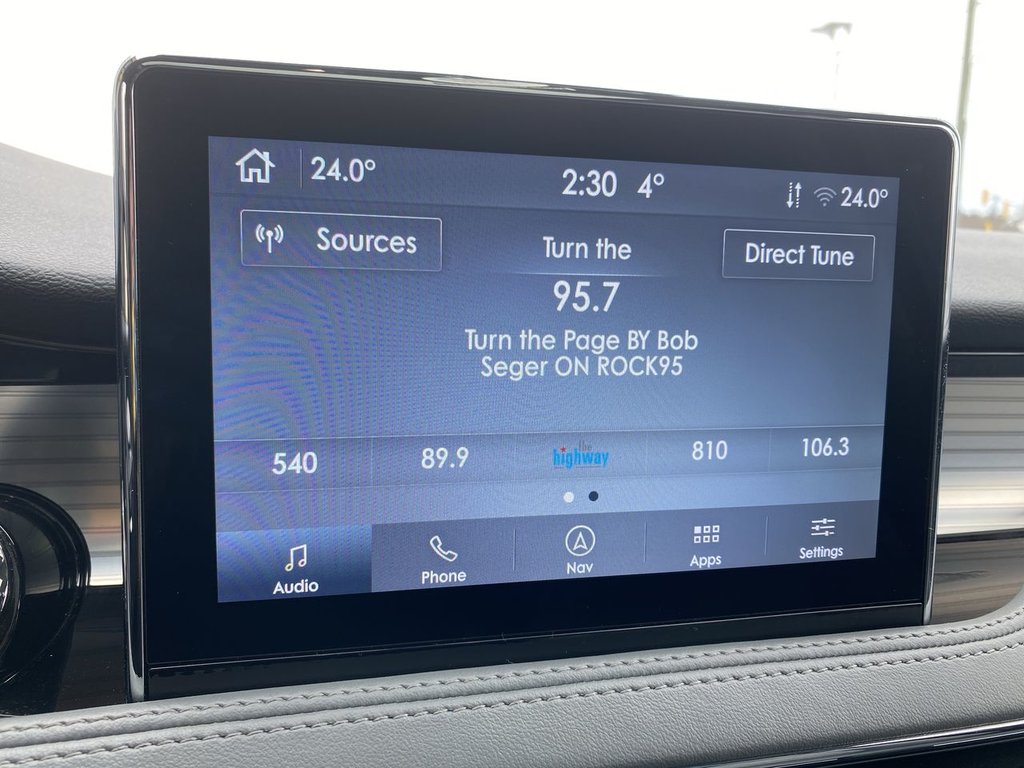 24.0° 2:30 4° 24.0°
Sources Turn the Direct Tune
95.7
Turn the Page BY Bob
Seger ON ROCK95
540 89.9 the highway 810 106.3
Audio Phone Nav Apps Settings